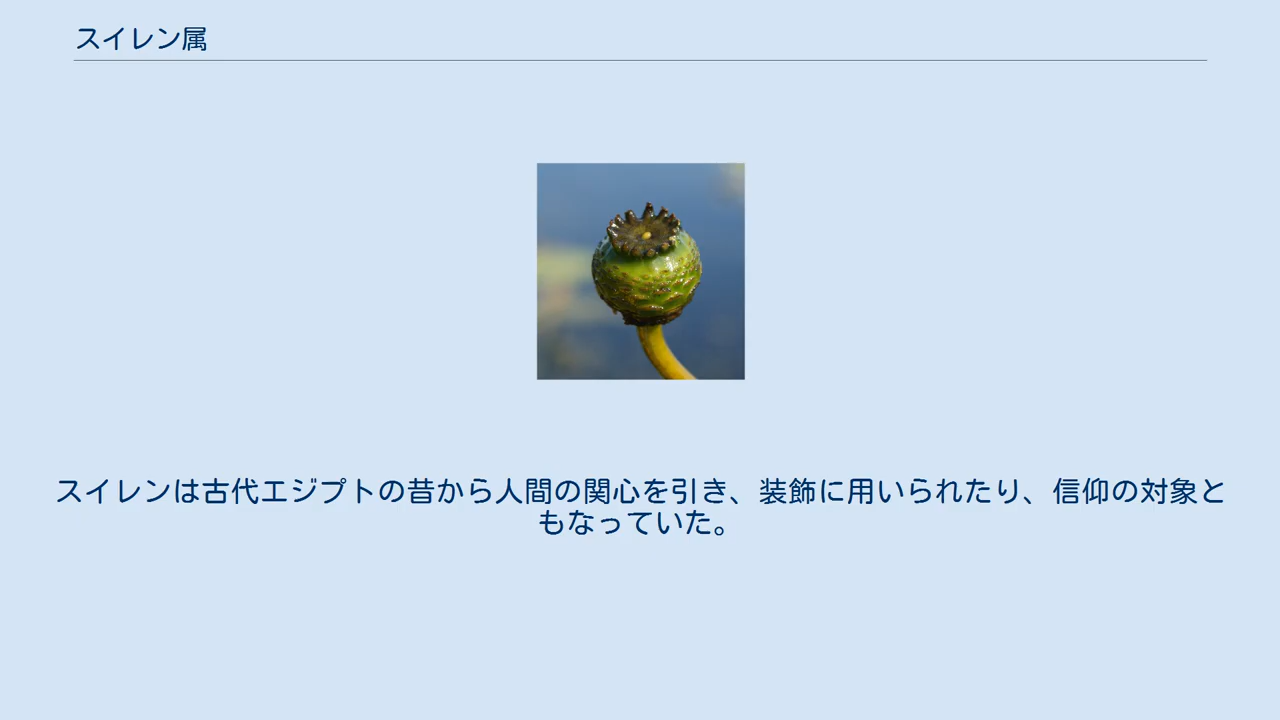 スイレン属
スイレンは古代エジプトの昔から人間の関心を引き、装飾に用いられたり、信仰の対象と
もなっていた。